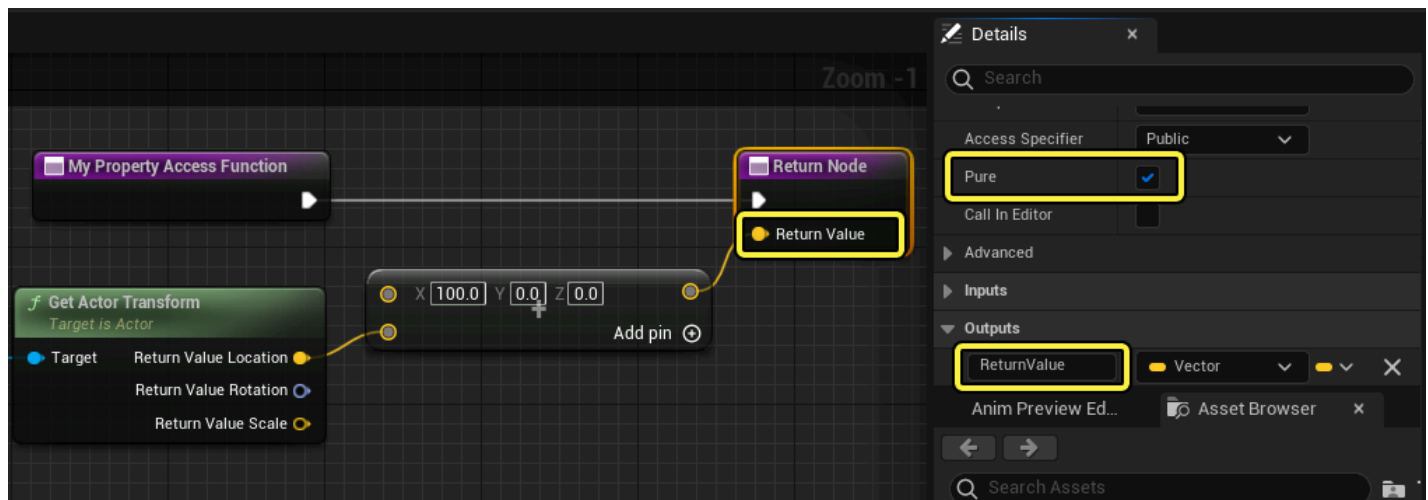 Zoom -1
My Property Access Function
Return Node
Return Value
Get Actor Transform
Target is Actor
Target
Return Value Location
Return Value Rotation
Return Value Scale
X 100.0 Y 0.0 Z 0.0
Add pin
Details
Search
Access Specifier Public
Pure
Call In Editor
Advanced
Inputs
Outputs
ReturnValue Vector
Anim Preview Ed... Asset Browser
Search Assets